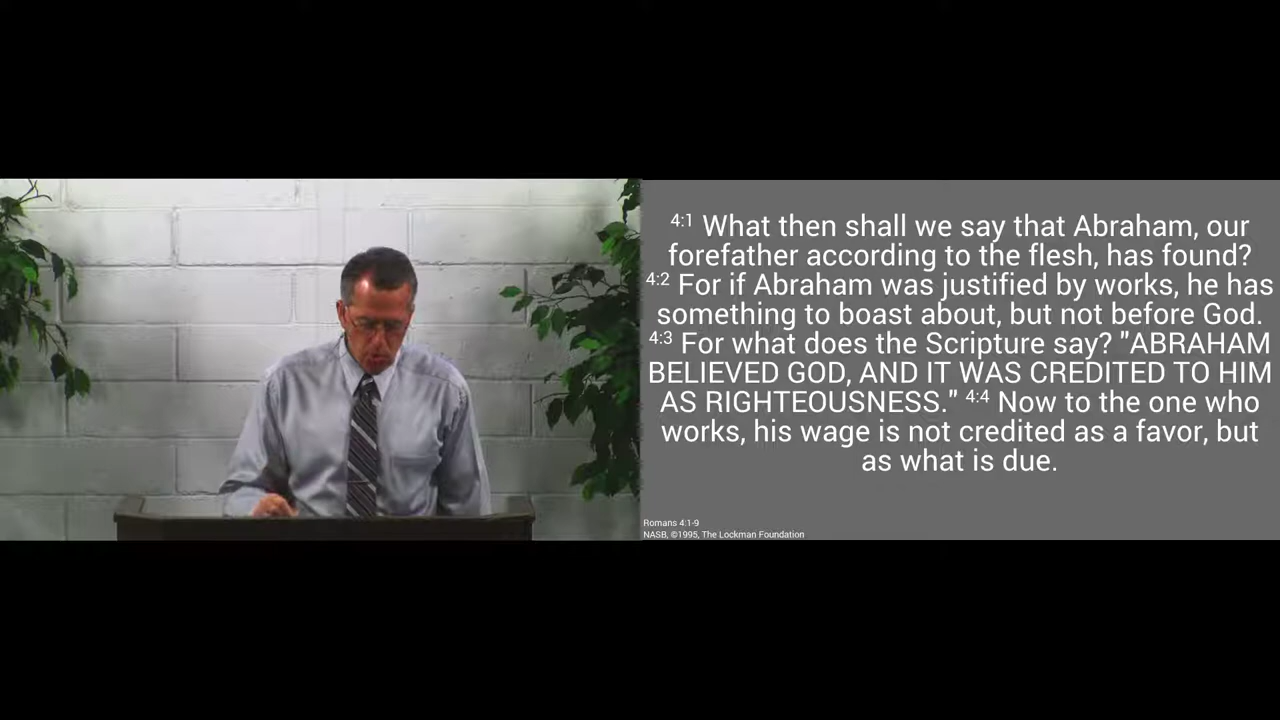 4:1 What then shall we say that Abraham, our
forefather according to the flesh, has found?
4:2 For if Abraham was justified by works, he has
something to boast about, but not before God.
4:3 For what does the Scripture say? "ABRAHAM
BELIEVED GOD, AND IT WAS CREDITED TO HIM
AS RIGHTEOUSNESS." 4:4 Now to the one who
works, his wage is not credited as a favor, but
as what is due.
Romans 4:1-9
NASB, ©1995, The Lockman Foundation